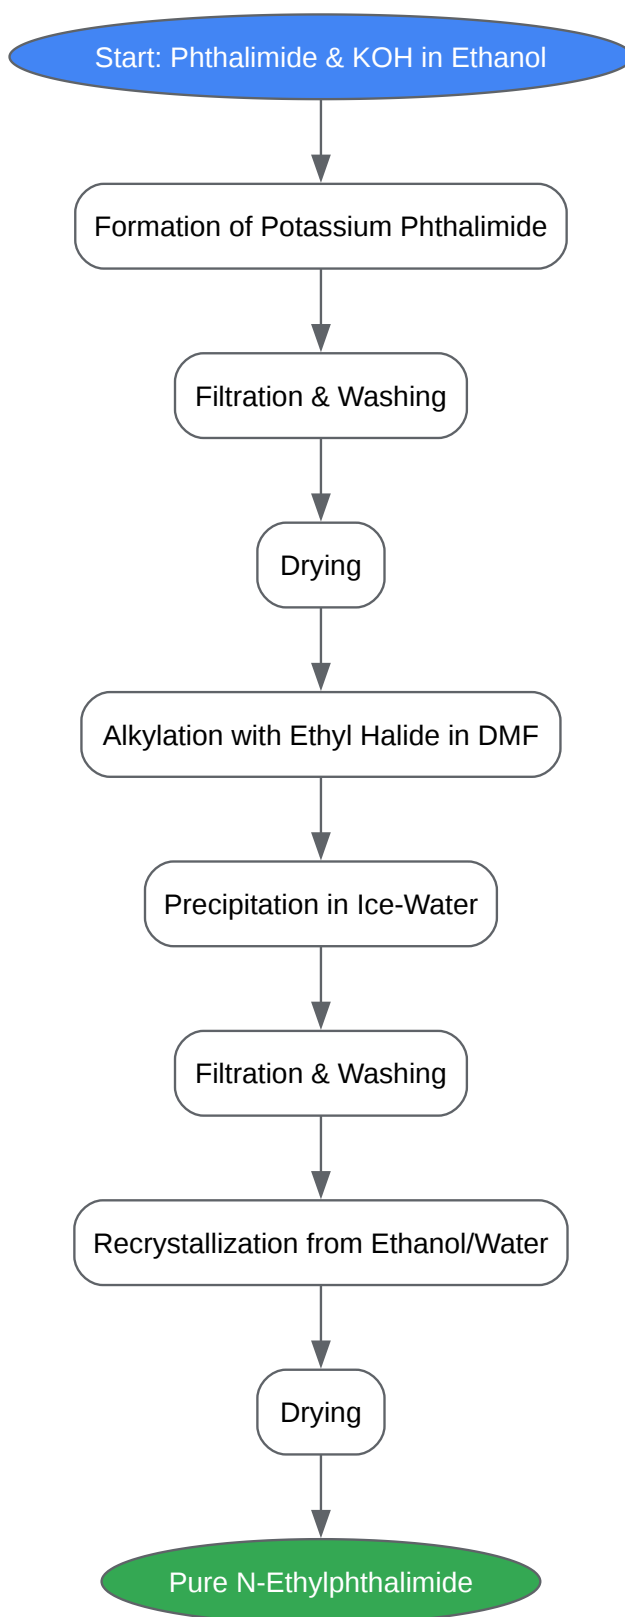 Start: Phthalimide & KOH in Ethanol
Formation of Potassium Phthalimide
Filtration & Washing
Drying
Alkylation with Ethyl Halide in DMF
Precipitation in Ice-Water
Filtration & Washing
Recrystallization from Ethanol/Water
Drying
Pure N-Ethylphthalimide